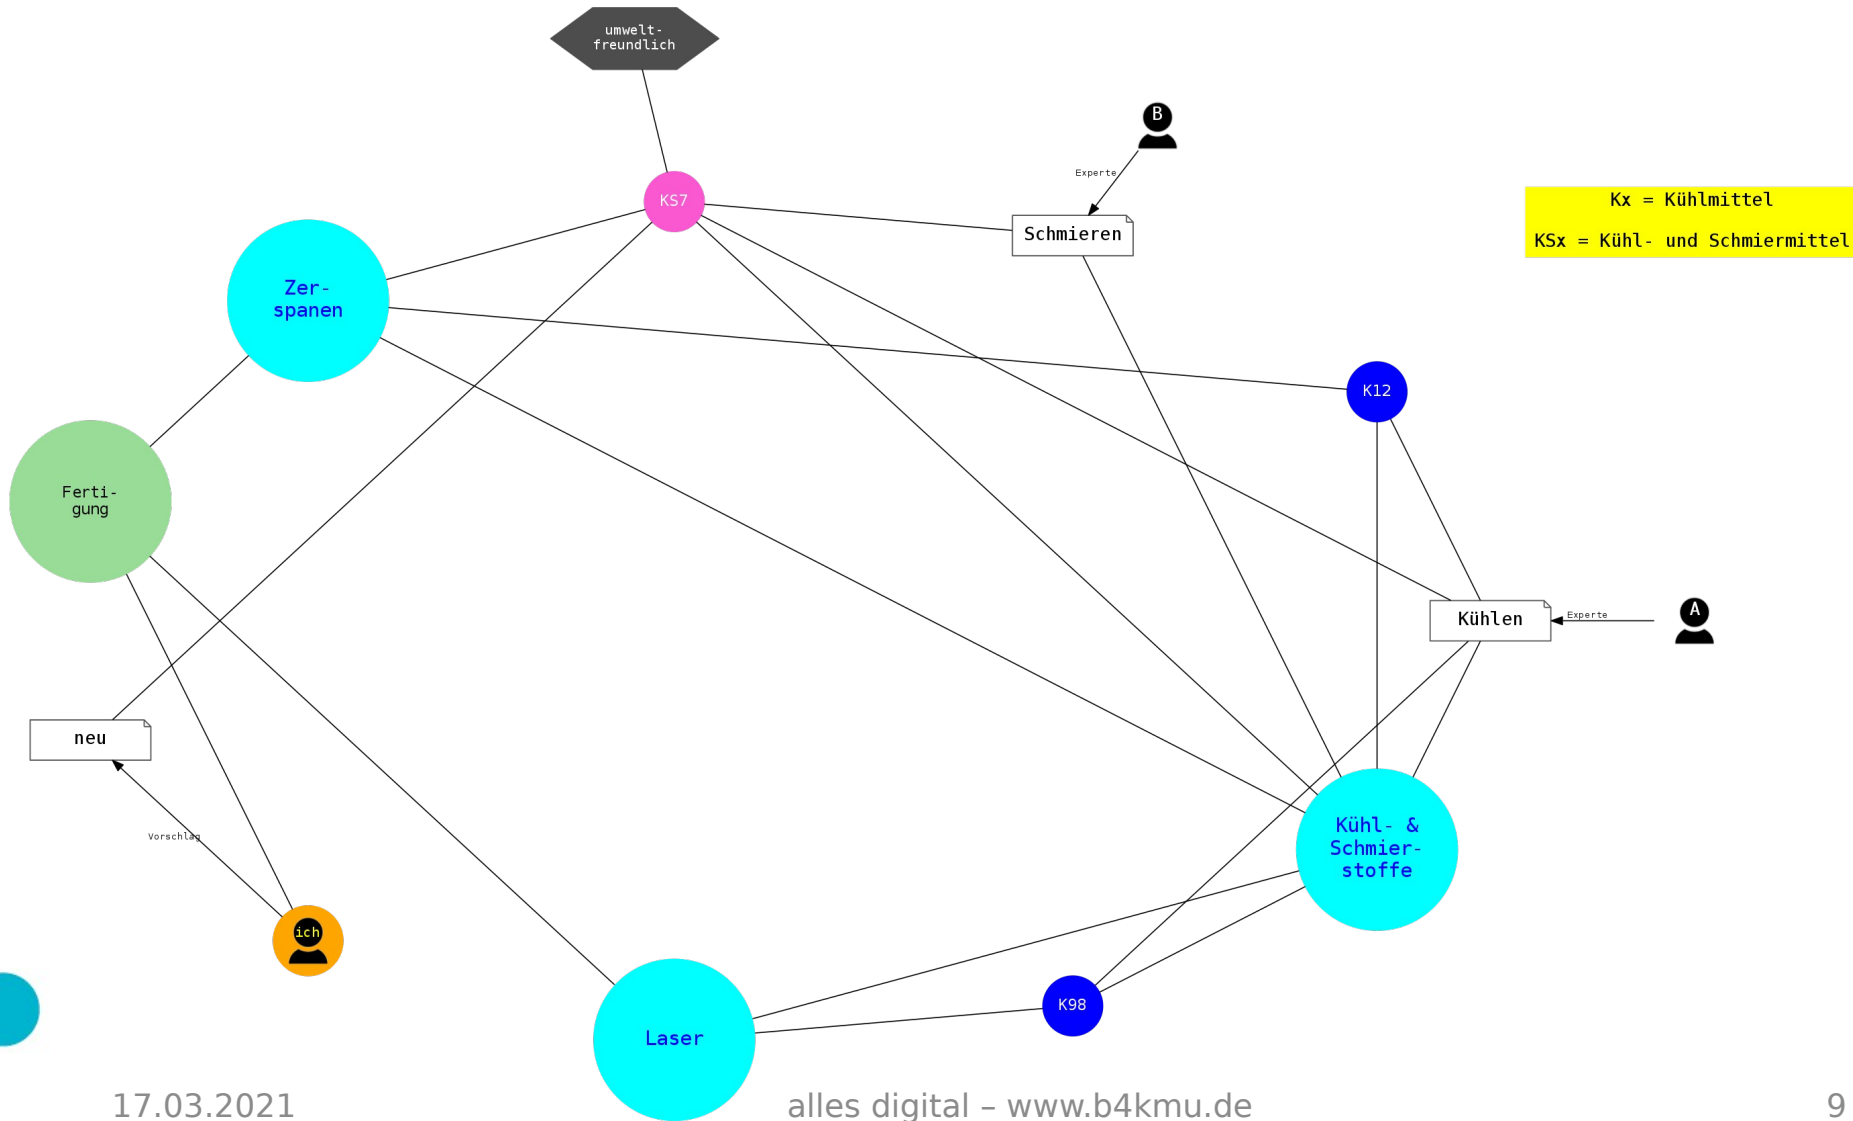 umwelt-
freundlich
B
Experte
KS7
Kx = Kühlmittel
KSx = Kühl- und Schmiermittel
Schmieren
Zer-
spanen
K12
Ferti-
gung
Kühlen
Experte
A
neu
Vorschlag
Kühl- &
Schmier-
stoffe
ich
K98
Laser
17.03.2021
alles digital – www.b4kmu.de
9